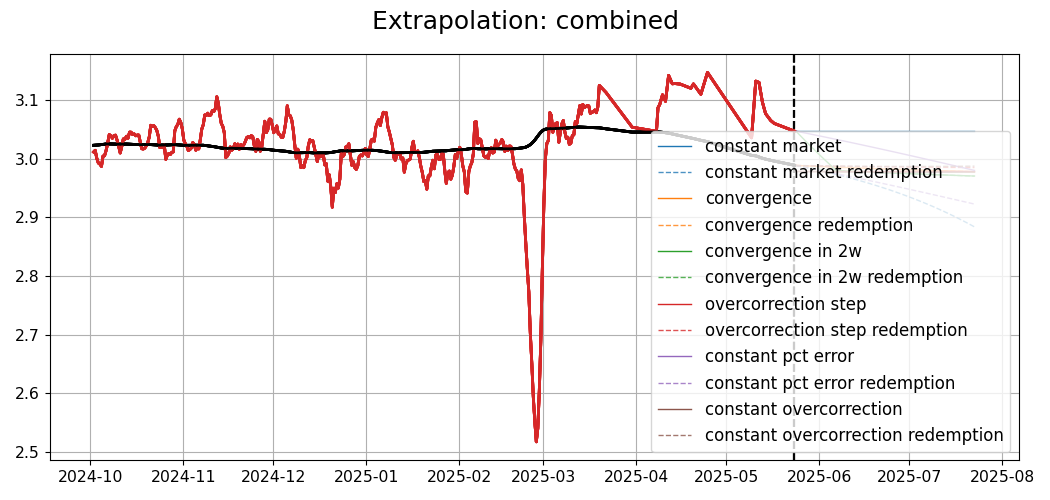 Extrapolation: combined
3.1
3.0
2.9
2.8
2.7
2.6
2.5
constant market
constant market redemption
convergence
convergence redemption
convergence in 2w
convergence in 2w redemption
overcorrection step
overcorrection step redemption
constant pct error
constant pct error redemption
constant overcorrection
constant overcorrection redemption
2024-10 2024-11 2024-12 2025-01 2025-02 2025-03 2025-04 2025-05 2025-06 2025-07 2025-08